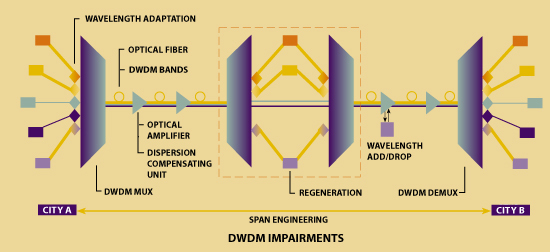 WAVELENGTH ADAPTATION
OPTICAL FIBER
DWDM BANDS
OPTICAL
AMPLIFIER
DISPERSION
COMPENSATING
UNIT
DWDM MUX
REGENERATION
WAVELENGTH
ADD/DROP
DWDM DEMUX
CITY A
SPAN ENGINEERING
CITY B
DWDM IMPAIRMENTS